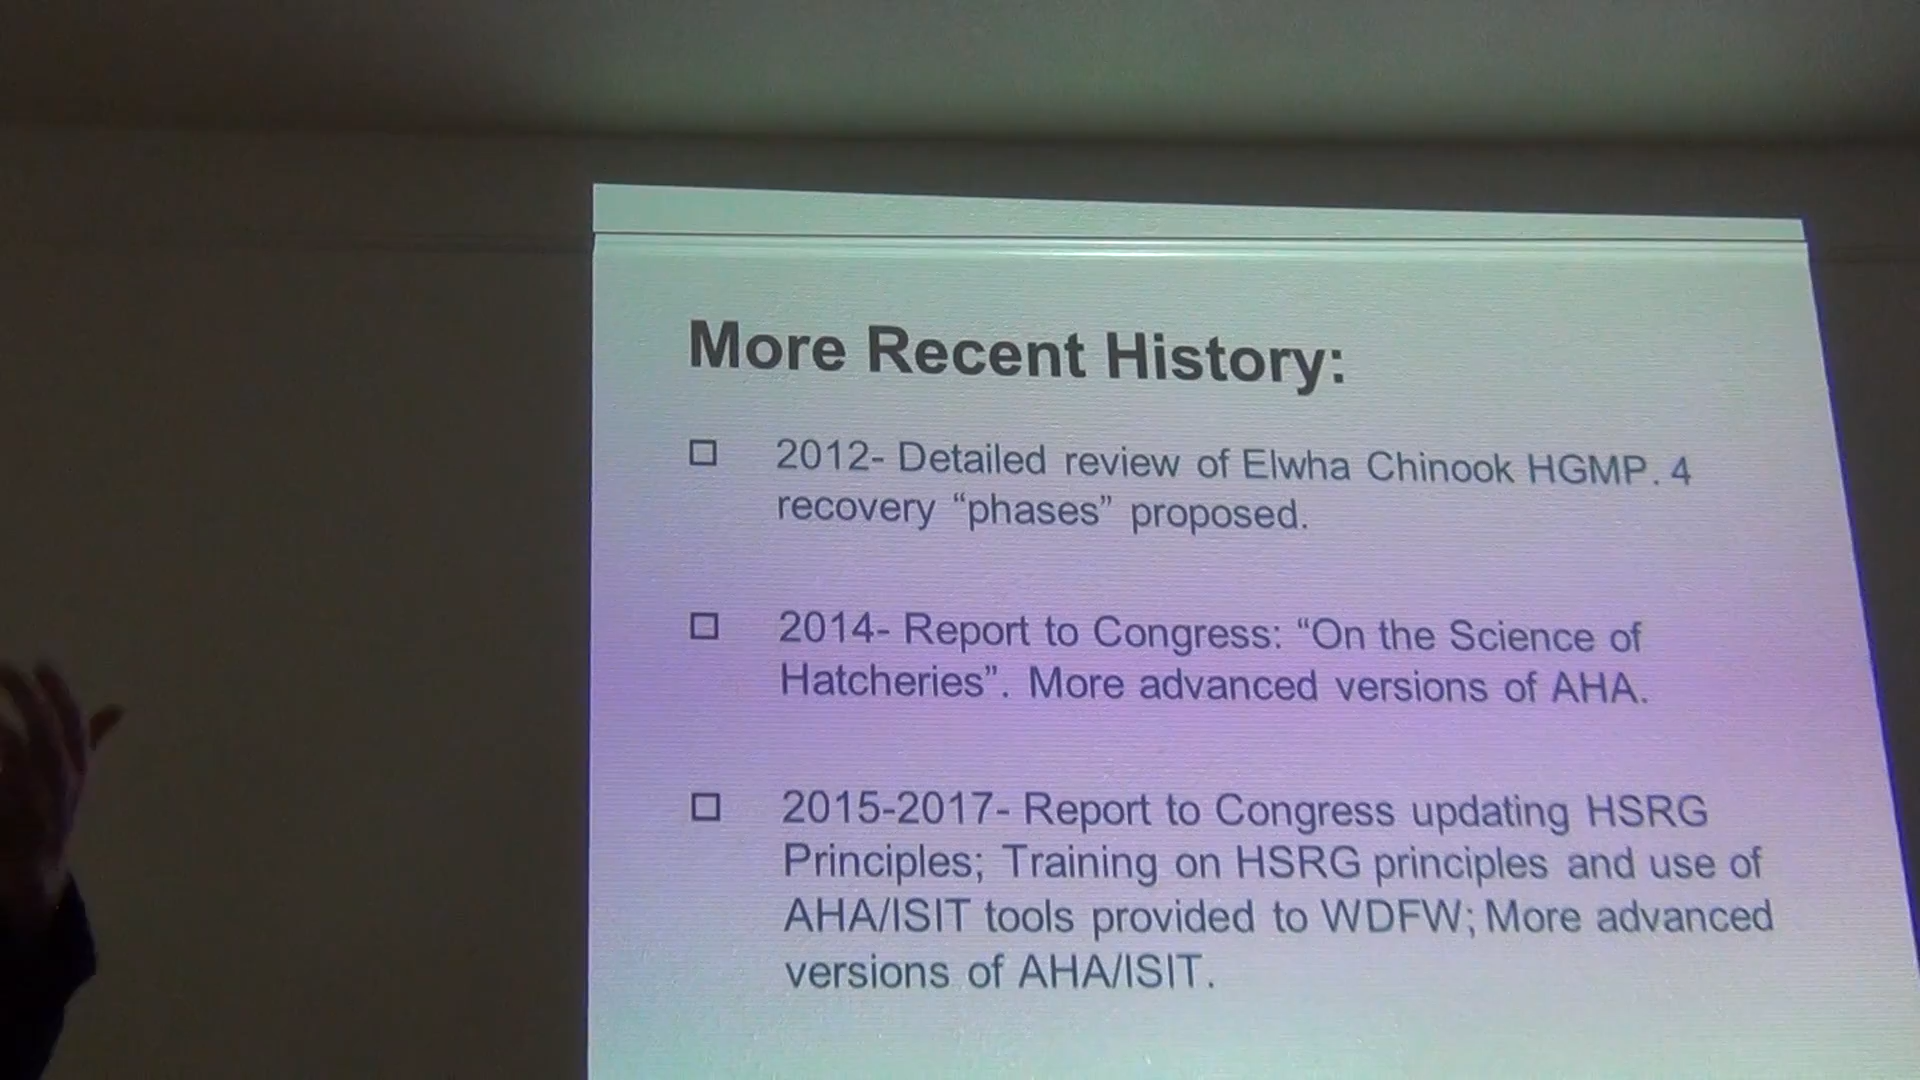 More Recent History:
2012- Detailed review of Elwha Chinook HGMP. 4
recovery “phases” proposed.
2014- Report to Congress: “On the Science of
Hatcheries”. More advanced versions of AHA.
2015-2017- Report to Congress updating HSRG
Principles; Training on HSRG principles and use of
AHA/ISIT tools provided to WDFW; More advanced
versions of AHA/ISIT.